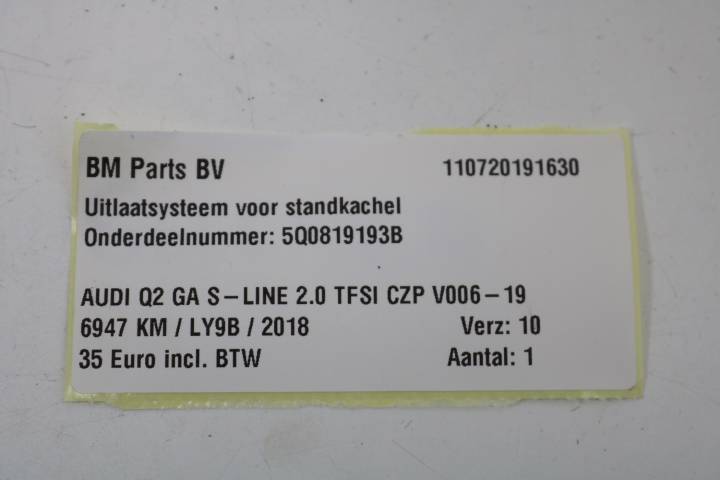 BM Parts BV 110720191630
Uitlaatsysteem voor standkachel
Onderdeelnummer: 5Q0819193B
AUDI Q2 GA S-LINE 2.0 TFSI CZP V006-19
6947 KM / LY9B / 2018 Verz: 10
35 Euro incl. BTW Aantal: 1